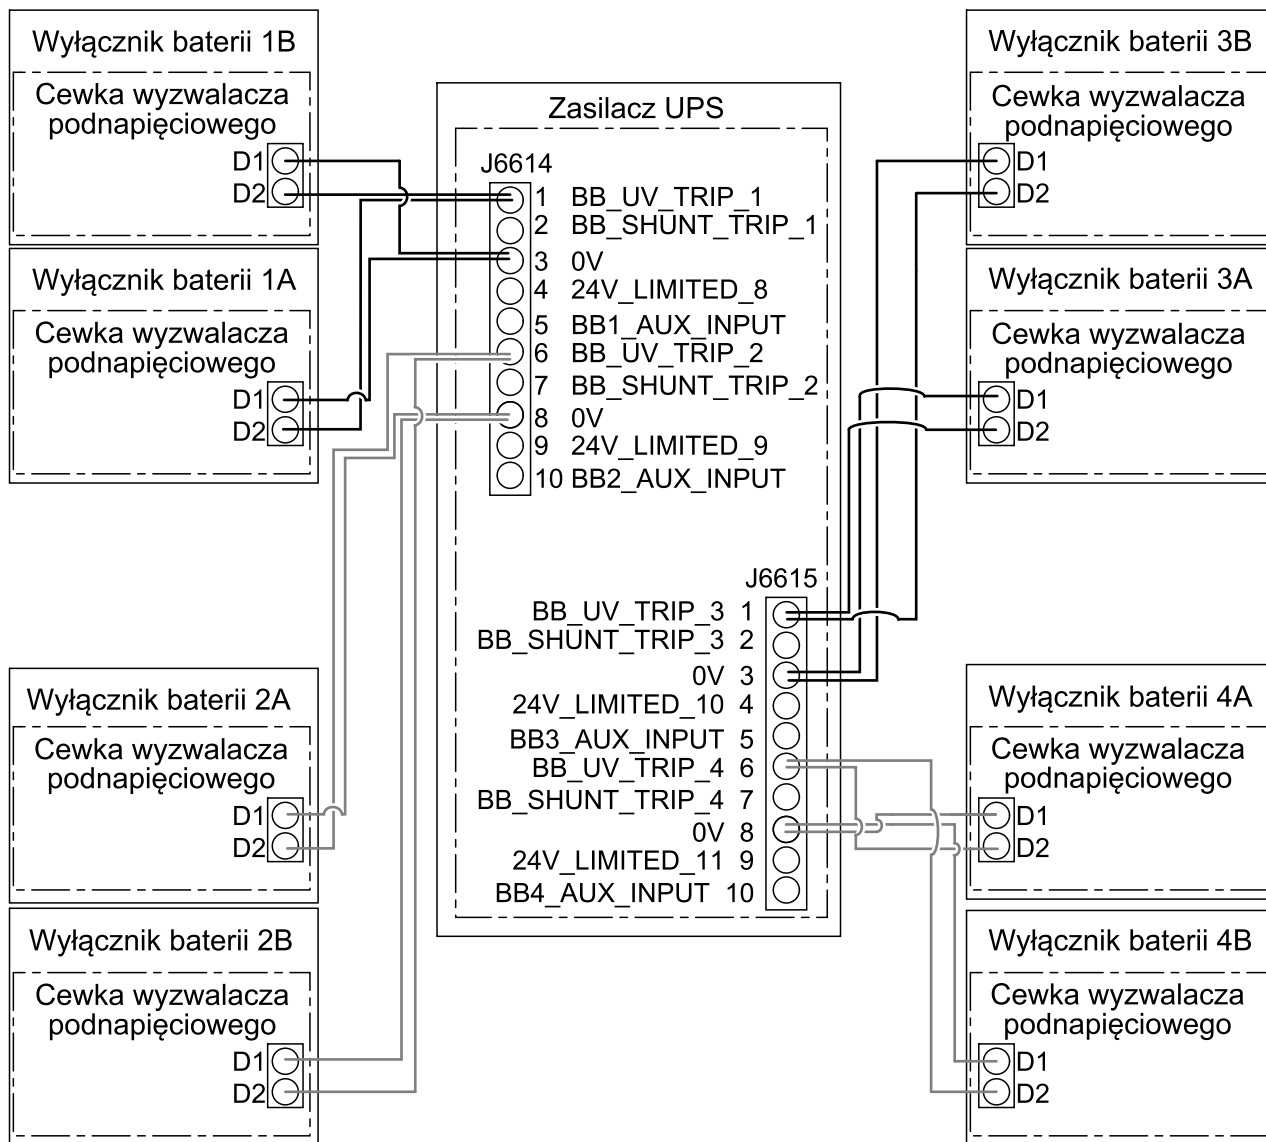 Wyłącznik baterii 1B
Cewka wyzwalacza
podnapięciowego
D1
D2
Wyłącznik baterii 1A
Cewka wyzwalacza
podnapięciowego
D1
D2
Wyłącznik baterii 2A
Cewka wyzwalacza
podnapięciowego
D1
D2
Wyłącznik baterii 2B
Cewka wyzwalacza
podnapięciowego
D1
D2
Zasilacz UPS
J6614
1 BB_UV_TRIP_1
2 BB_SHUNT_TRIP_1
3 0V
4 24V_LIMITED_8
5 BB1_AUX_INPUT
6 BB_UV_TRIP_2
7 BB_SHUNT_TRIP_2
8 0V
9 24V_LIMITED_9
10 BB2_AUX_INPUT
J6615
BB_UV_TRIP_3 1
BB_SHUNT_TRIP_3 2
0V 3
24V_LIMITED_10 4
BB3_AUX_INPUT 5
BB_UV_TRIP_4 6
BB_SHUNT_TRIP_4 7
0V 8
24V_LIMITED_11 9
BB4_AUX_INPUT 10
Wyłącznik baterii 3B
Cewka wyzwalacza
podnapięciowego
D1
D2
Wyłącznik baterii 3A
Cewka wyzwalacza
podnapięciowego
D1
D2
Wyłącznik baterii 4A
Cewka wyzwalacza
podnapięciowego
D1
D2
Wyłącznik baterii 4B
Cewka wyzwalacza
podnapięciowego
D1
D2